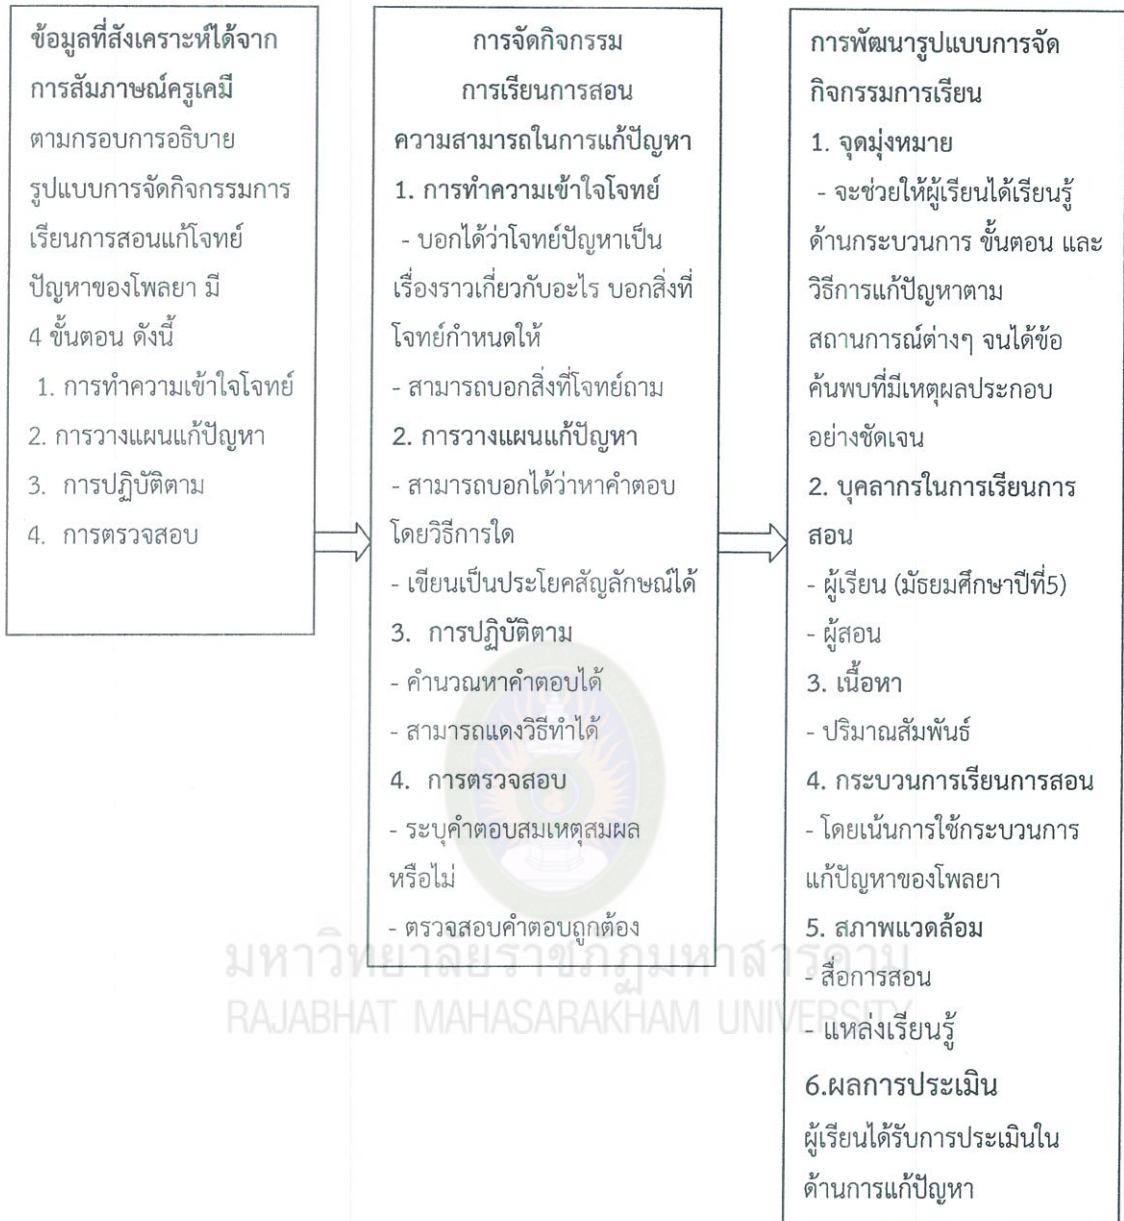 ข้อมูลที่สังเคราะห์ได้จาก
การสัมภาษณ์ครูเคมี
ตามกรอบการอธิบาย
รูปแบบการจัดกิจกรรมการ
เรียนการสอนแก้โจทย์
ปัญหาของโพลยา มี
4 ขั้นตอน ดังนี้
1. การทำความเข้าใจโจทย์
2. การวางแผนแก้ปัญหา
3. การปฏิบัติตาม
4. การตรวจสอบ
การจัดกิจกรรม
การเรียนการสอน
ความสามารถในการแก้ปัญหา
1. การทำความเข้าใจโจทย์
- บอกได้ว่าโจทย์ปัญหาเป็น
เรื่องราวเกี่ยวกับอะไร บอกสิ่งที่
โจทย์กำหนดให้
- สามารถบอกสิ่งที่โจทย์ถาม
2. การวางแผนแก้ปัญหา
- สามารถบอกได้ว่าหาคำตอบ
โดยวิธีการใด
- เขียนเป็นประโยคสัญลักษณ์ได้
3. การปฏิบัติตาม
- คำนวณหาคำตอบได้
- สามารถแดงวิธีทำได้
4. การตรวจสอบ
- ระบุคำตอบสมเหตุสมผล
หรือไม่
- ตรวจสอบคำตอบถูกต้อง
การพัฒนารูปแบบการจัด
กิจกรรมการเรียน
1. จุดมุ่งหมาย
- จะช่วยให้ผู้เรียนได้เรียนรู้
ด้านกระบวนการ ขั้นตอน และ
วิธีการแก้ปัญหาตาม
สถานการณ์ต่างๆ จนได้ข้อ
ค้นพบที่มีเหตุผลประกอบ
อย่างชัดเจน
2. บุคลากรในการเรียนการ
สอน
- ผู้เรียน (มัธยมศึกษาปีที่5)
- ผู้สอน
3. เนื้อหา
- ปริมาณสัมพันธ์
4. กระบวนการเรียนการสอน
- โดยเน้นการใช้กระบวนการ
แก้ปัญหาของโพลยา
5. สภาพแวดล้อม
- สื่อการสอน
- แหล่งเรียนรู้
6.ผลการประเมิน
ผู้เรียนได้รับการประเมินใน
ด้านการแก้ปัญหา
มหาวิทยาลัยราชภัฏมหาสารคาม
RAJABHAT MAHASARAKHAM UNIVERSITY